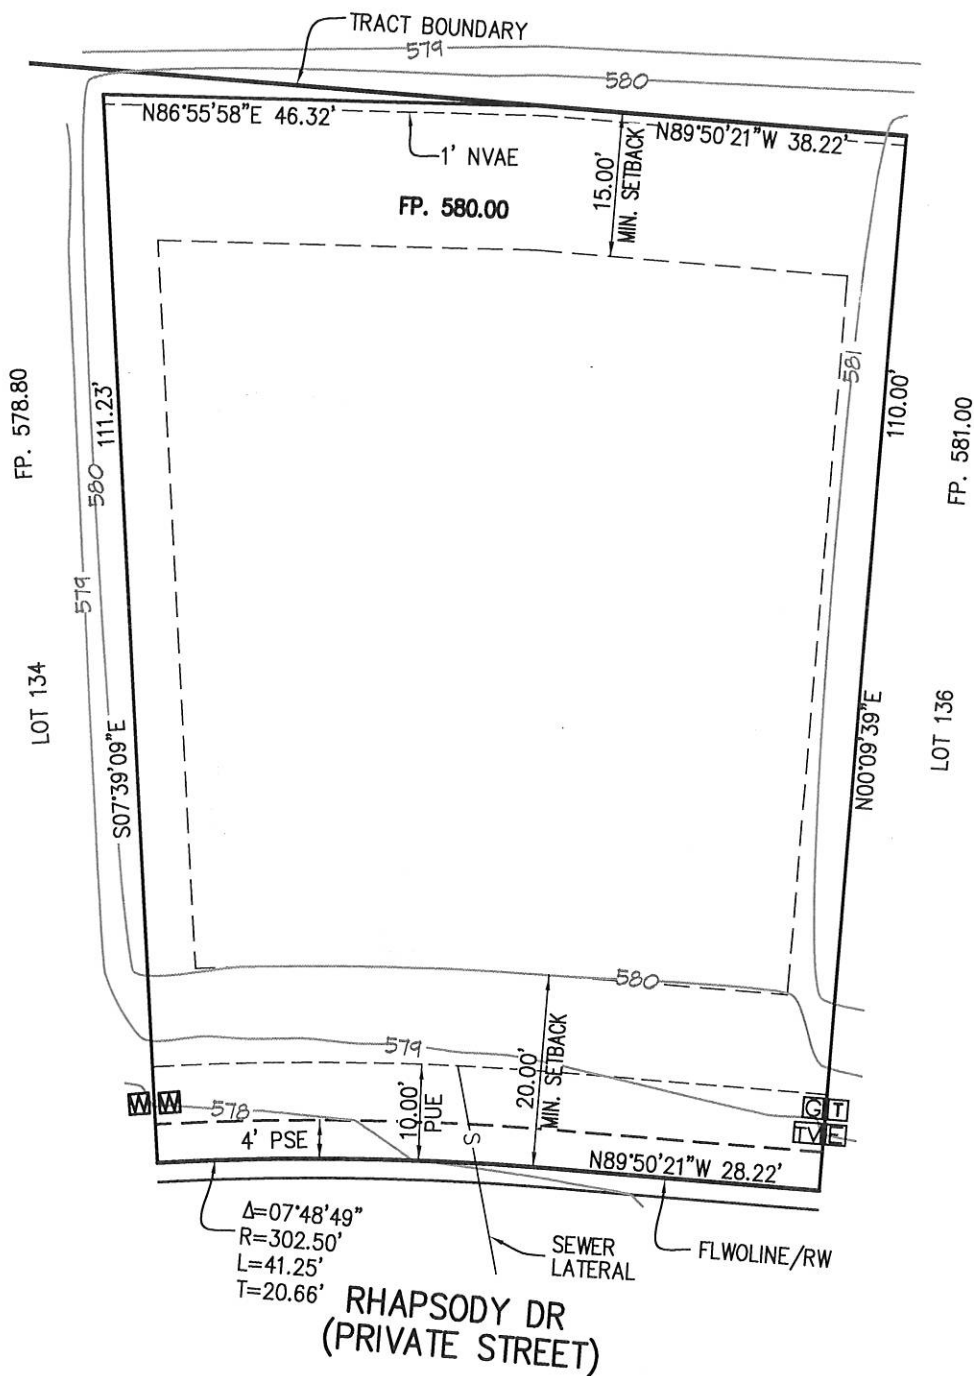 TRACT BOUNDARY
579
580
N86°55'58"E 46.32'
N89°50'21"W 38.22'
1' NVAE
15.00'
MIN. SETBACK
FP. 580.00
FP. 578.80
111.23'
580
579
LOT 134
S07°39'09"E
581
110.00'
FP. 581.00
N00°09'39"E
LOT 136
580
579
20.00'
MIN. SETBACK
10.00'
PUE
W W
578
G T
TV E
4' PSE
S
N89°50'21"W 28.22'
Δ=07°48'49"
R=302.50'
L=41.25'
T=20.66'
SEWER
LATERAL
FLWOLINE/RW
RHAPSODY DR
(PRIVATE STREET)